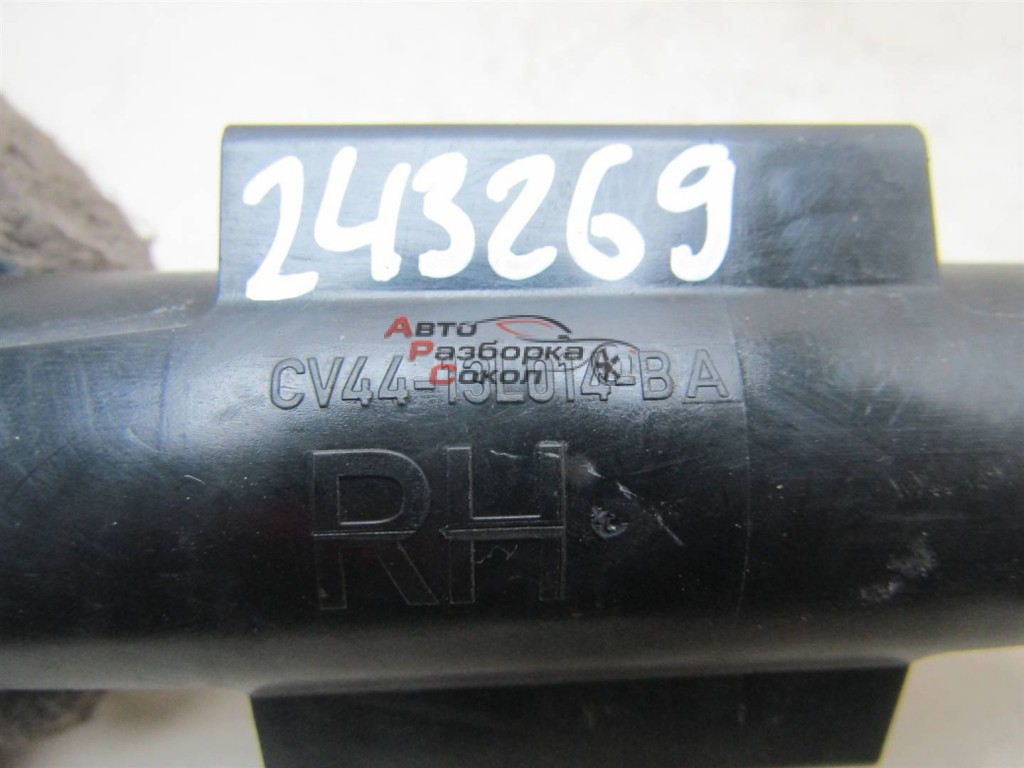 243269
Авто
Разборка
Сокол
CV44-13L014-BA
RH